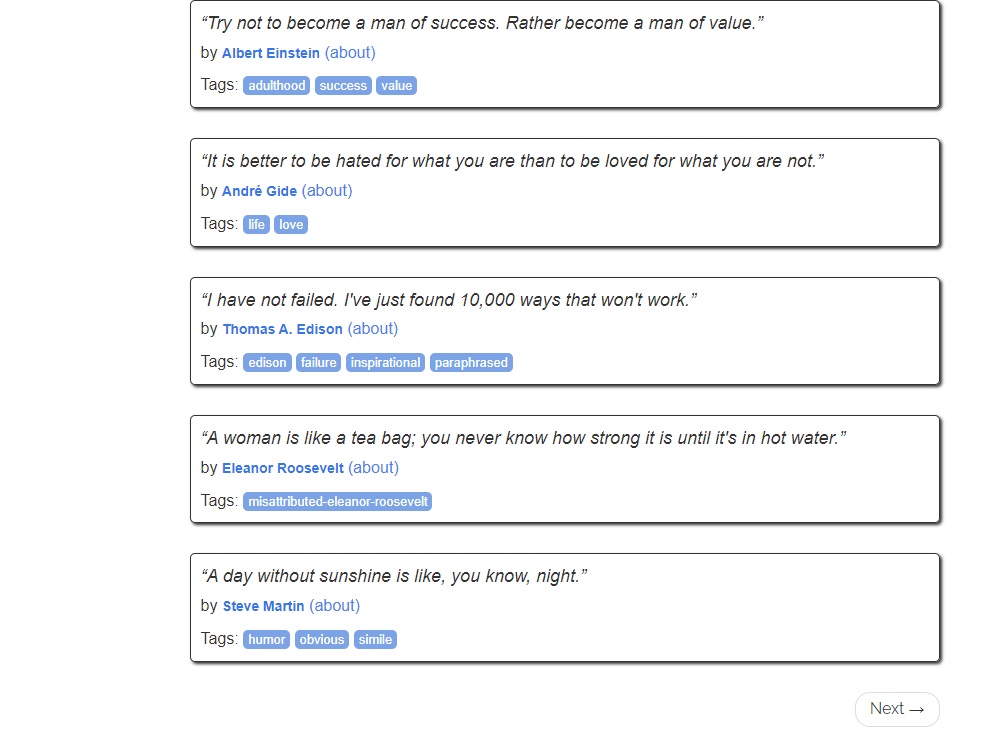 “Try not to become a man of success. Rather become a man of value.”
by Albert Einstein (about)
Tags: adulthood success value
“It is better to be hated for what you are than to be loved for what you are not.”
by André Gide (about)
Tags: life love
“I have not failed. I've just found 10,000 ways that won't work.”
by Thomas A. Edison (about)
Tags: edison failure inspirational paraphrased
“A woman is like a tea bag; you never know how strong it is until it's in hot water.”
by Eleanor Roosevelt (about)
Tags: misattributed-eleanor-roosevelt
“A day without sunshine is like, you know, night.”
by Steve Martin (about)
Tags: humor obvious simile
Next →